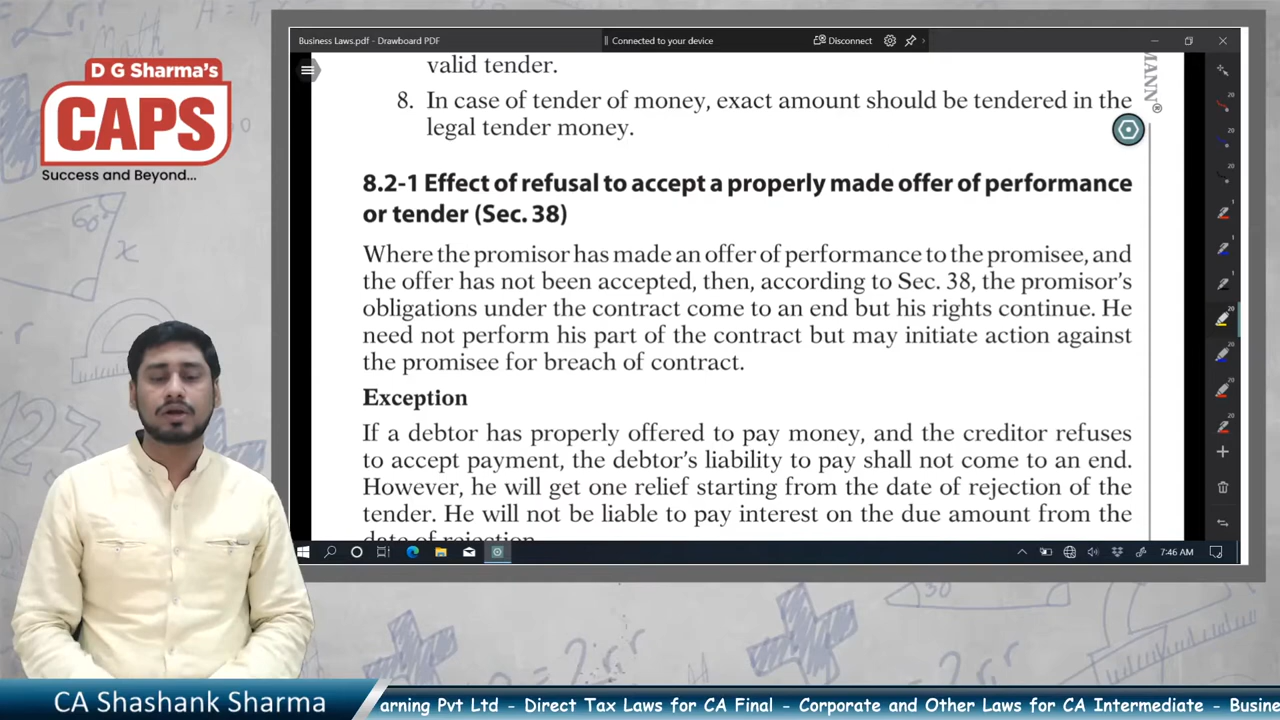 D G Sharma's
CAPS
Success and Beyond...
Business Laws.pdf - Drawboard PDF
Connected to your device
Disconnect
valid tender.
8. In case of tender of money, exact amount should be tendered in the
legal tender money.
MANN®
8.2-1 Effect of refusal to accept a properly made offer of performance
or tender (Sec. 38)
Where the promisor has made an offer of performance to the promisee, and
the offer has not been accepted, then, according to Sec. 38, the promisor's
obligations under the contract come to an end but his rights continue. He
need not perform his part of the contract but may initiate action against
the promisee for breach of contract.
Exception
If a debtor has properly offered to pay money, and the creditor refuses
to accept payment, the debtor's liability to pay shall not come to an end.
However, he will get one relief starting from the date of rejection of the
tender. He will not be liable to pay interest on the due amount from the
date of rejection.
7:46 AM
CA Shashank Sharma
arning Pvt Ltd - Direct Tax Laws for CA Final - Corporate and Other Laws for CA Intermediate - Busine